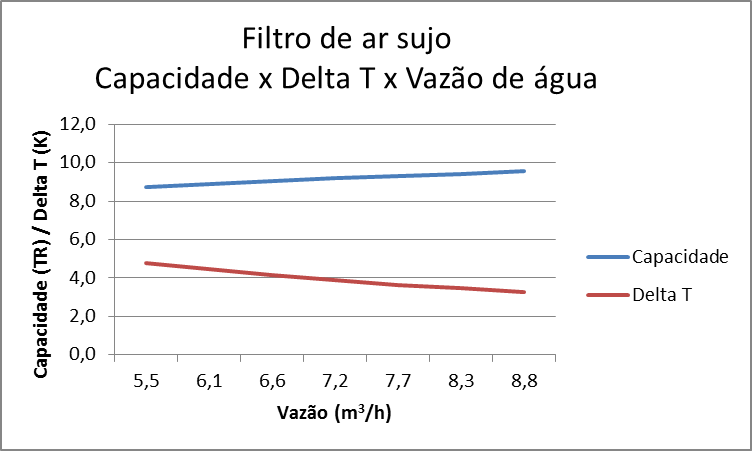 Filtro de ar sujo
Capacidade x Delta T x Vazão de água
Capacidade (TR) / Delta T (K)
12,0
10,0
8,0
6,0
4,0
2,0
0,0
5,5 6,1 6,6 7,2 7,7 8,3 8,8
Vazão (m³/h)
Capacidade
Delta T